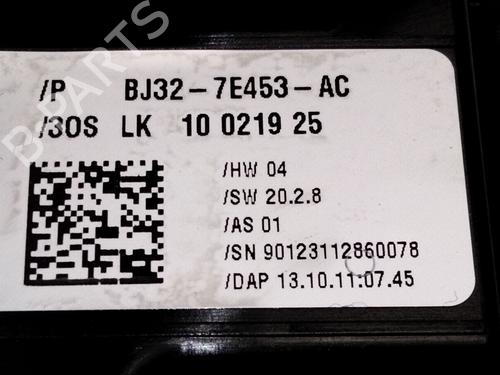 B-PARTS
/P BJ32-7E453-AC
/3OS LK 10 0219 25
/HW 04
/SW 20.2.8
/AS 01
/SN 90123112860078
/DAP 13.10.11:07.45